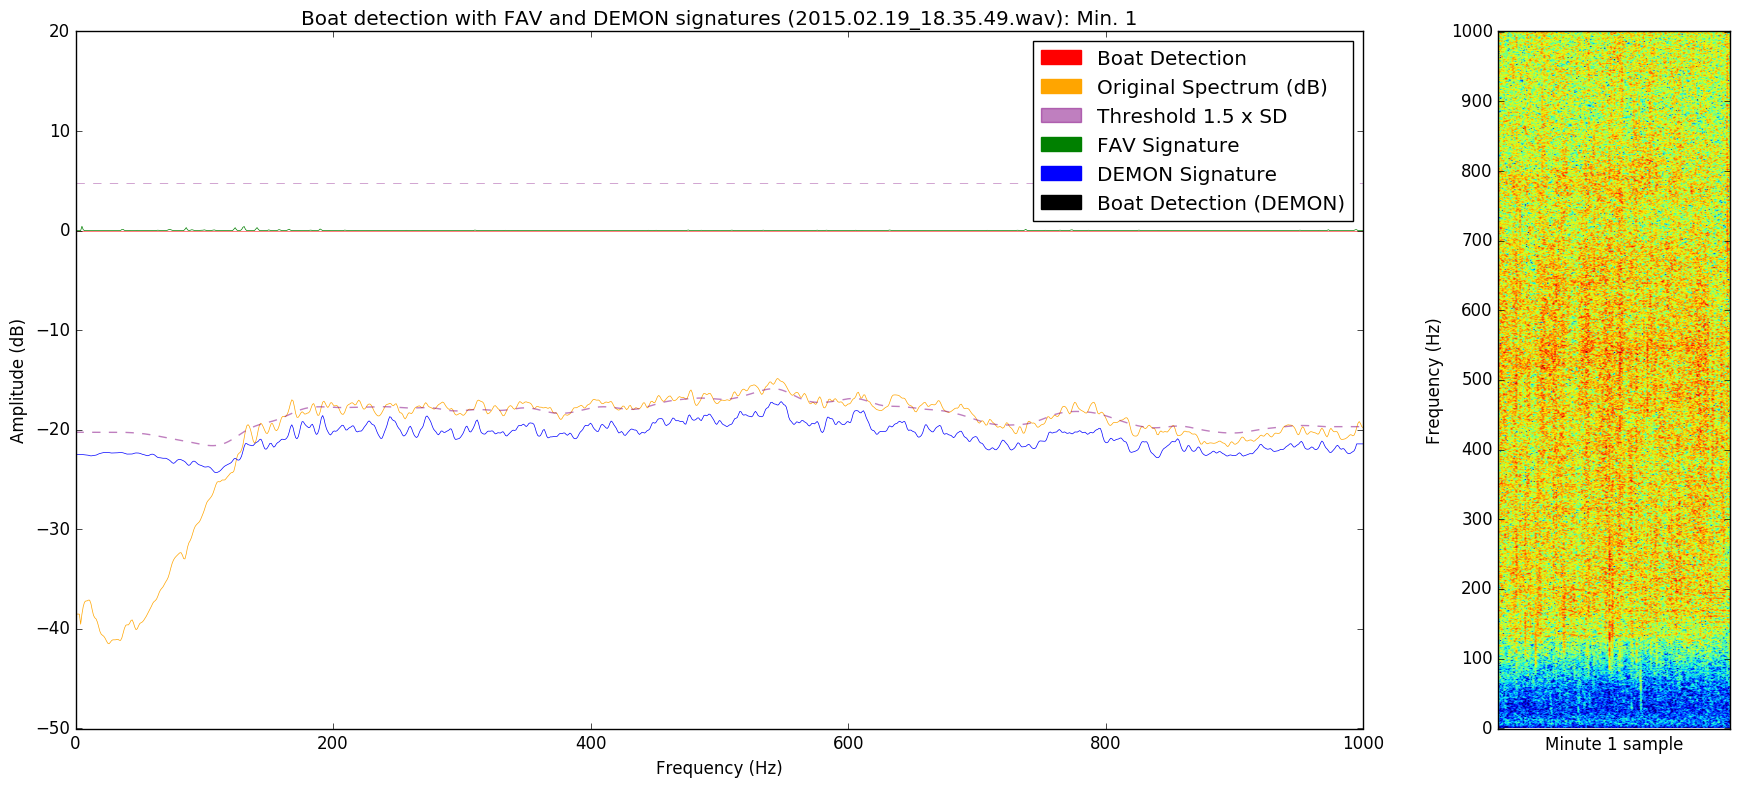 Boat detection with FAV and DEMON signatures (2015.02.19_18.35.49.wav): Min. 1
20
10
0
−10
−20
−30
−40
−50
Amplitude (dB)
0 200 400 600 800 1000
Frequency (Hz)
Boat Detection
Original Spectrum (dB)
Threshold 1.5 x SD
FAV Signature
DEMON Signature
Boat Detection (DEMON)
1000
900
800
700
600
500
400
300
200
100
0
Frequency (Hz)
Minute 1 sample